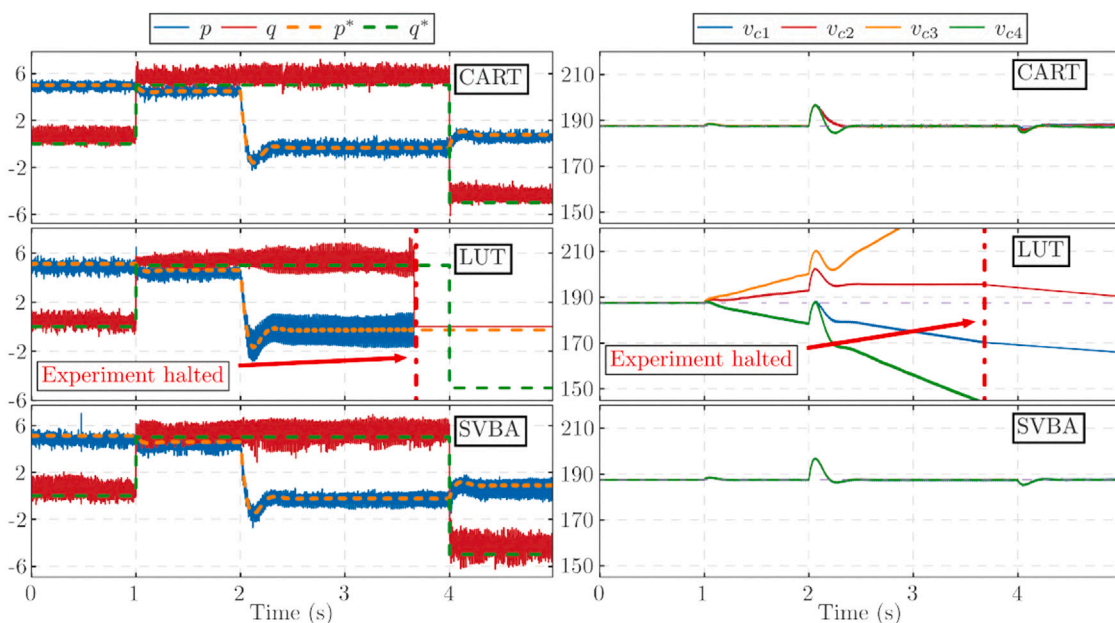 p q p* q*
6
2
-2
-6
CART
6
2
-2
LUT
Experiment halted
6
2
-2
-6
SVBA
0 1 2 3 4
Time (s)
v_c1 v_c2 v_c3 v_c4
210
190
170
150
CART
210
190
170
150
LUT
Experiment halted
210
190
170
150
SVBA
0 1 2 3 4
Time (s)